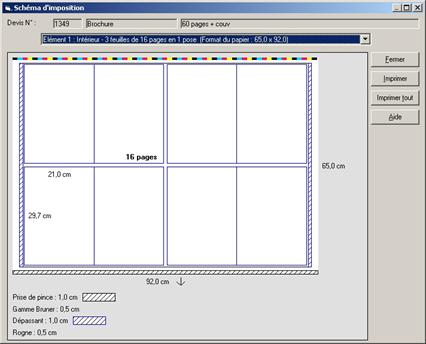 Schéma d'imposition
Devis N° : 1349 Brochure 60 pages + couv
Elément 1 : Intérieur - 3 feuilles de 16 pages en 1 pose (Format du papier : 65,0 x 92,0)
Fermer
Imprimer
Imprimer tout
Aide
16 pages
21,0 cm
65,0 cm
29,7 cm
92,0 cm
Prise de pince : 1,0 cm
Gamme Bruner : 0,5 cm
Dépassant : 1,0 cm
Rogne : 0,5 cm